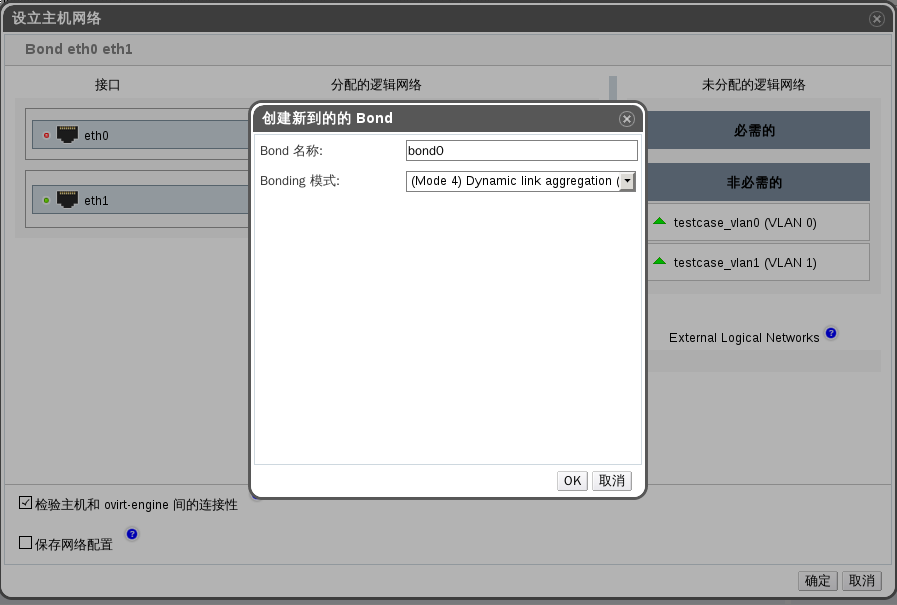 设立主机网络
Bond eth0 eth1
接口
分配的逻辑网络
未分配的逻辑网络
eth0
eth1
创建新到的的 Bond
Bond 名称:
bond0
Bonding 模式:
(Mode 4) Dynamic link aggregation (
OK
取消
必需的
非必需的
testcase_vlan0 (VLAN 0)
testcase_vlan1 (VLAN 1)
External Logical Networks
检验主机和 ovirt-engine 间的连接性
保存网络配置
确定
取消